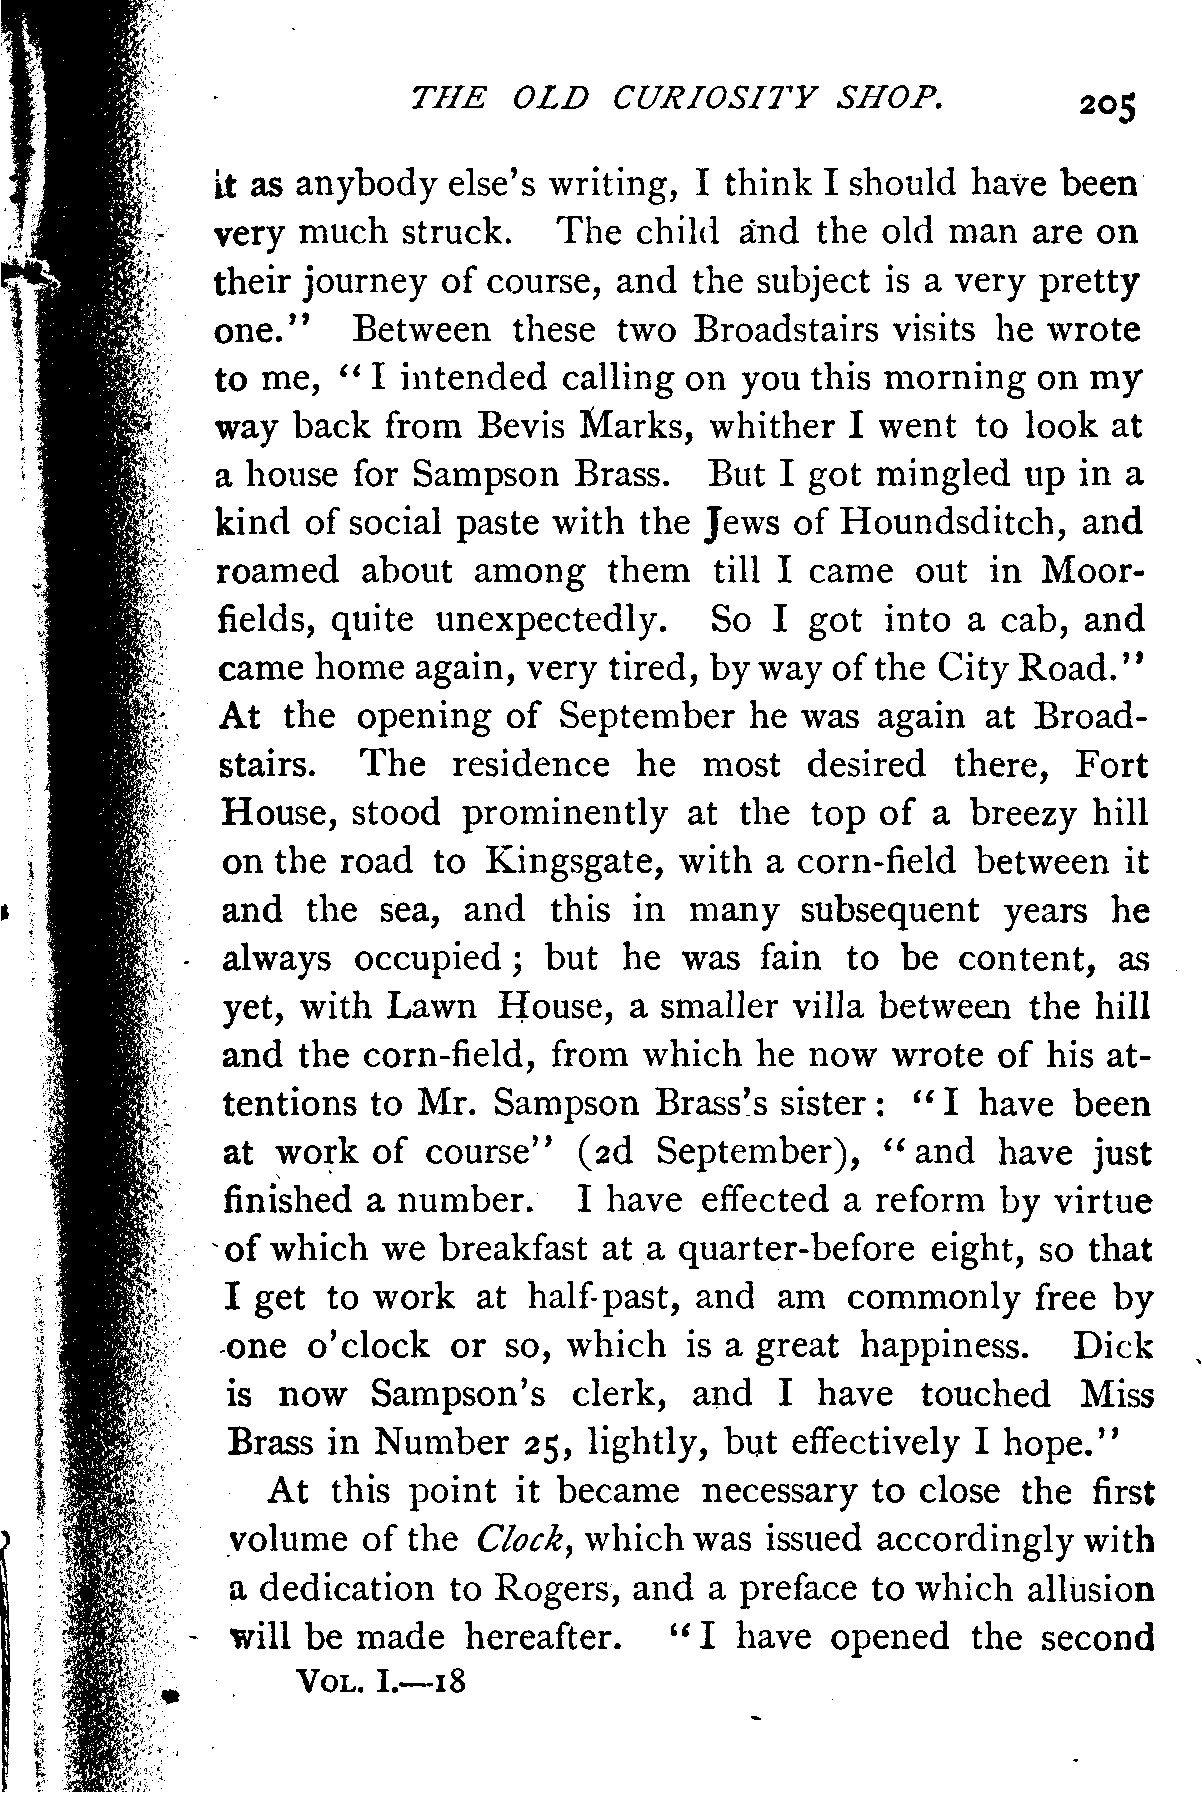 THE OLD CURIOSITY SHOP. 205
it as anybody else's writing, I think I should have been
very much struck. The child and the old man are on
their journey of course, and the subject is a very pretty
one." Between these two Broadstairs visits he wrote
to me, "I intended calling on you this morning on my
way back from Bevis Marks, whither I went to look at
a house for Sampson Brass. But I got mingled up in a
kind of social paste with the Jews of Houndsditch, and
roamed about among them till I came out in Moor-
fields, quite unexpectedly. So I got into a cab, and
came home again, very tired, by way of the City Road."
At the opening of September he was again at Broad-
stairs. The residence he most desired there, Fort
House, stood prominently at the top of a breezy hill
on the road to Kingsgate, with a corn-field between it
and the sea, and this in many subsequent years he
always occupied; but he was fain to be content, as
yet, with Lawn House, a smaller villa between the hill
and the corn-field, from which he now wrote of his at-
tentions to Mr. Sampson Brass's sister: "I have been
at work of course" (2d September), "and have just
finished a number. I have effected a reform by virtue
of which we breakfast at a quarter-before eight, so that
I get to work at half-past, and am commonly free by
one o'clock or so, which is a great happiness. Dick
is now Sampson's clerk, and I have touched Miss
Brass in Number 25, lightly, but effectively I hope."
At this point it became necessary to close the first
volume of the Clock, which was issued accordingly with
a dedication to Rogers, and a preface to which allusion
will be made hereafter. "I have opened the second
VOL. I.—18